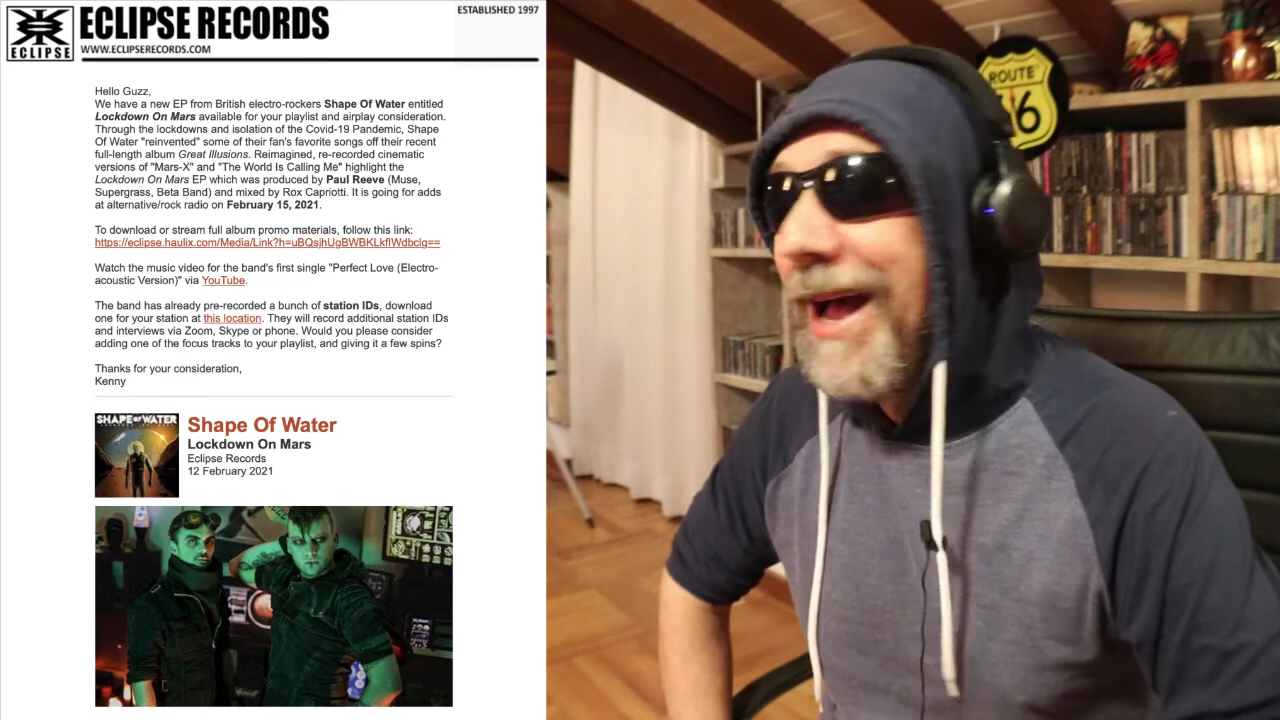 ECLIPSE RECORDS
ESTABLISHED 1997
ECLIPSE
WWW.ECLIPSERECORDS.COM
Hello Guzz,
We have a new EP from British electro-rockers Shape Of Water entitled
Lockdown On Mars available for your playlist and airplay consideration.
Through the lockdowns and isolation of the Covid-19 Pandemic, Shape
Of Water "reinvented" some of their fan's favorite songs off their recent
full-length album Great Illusions. Reimagined, re-recorded cinematic
versions of "Mars-X" and "The World Is Calling Me" highlight the
Lockdown On Mars EP which was produced by Paul Reeve (Muse,
Supergrass, Beta Band) and mixed by Rox Capriotti. It is going for adds
at alternative/rock radio on February 15, 2021.
To download or stream full album promo materials, follow this link:
https://eclipse.haulix.com/Media/Link?h=uBQsjhUgBWBKLkflWdbclg==
Watch the music video for the band's first single "Perfect Love (Electro-
acoustic Version)" via YouTube.
The band has already pre-recorded a bunch of station IDs, download
one for your station at this location. They will record additional station IDs
and interviews via Zoom, Skype or phone. Would you please consider
adding one of the focus tracks to your playlist, and giving it a few spins?
Thanks for your consideration,
Kenny
SHAPE OF WATER
Shape Of Water
Lockdown On Mars
Eclipse Records
12 February 2021
ROUTE
66